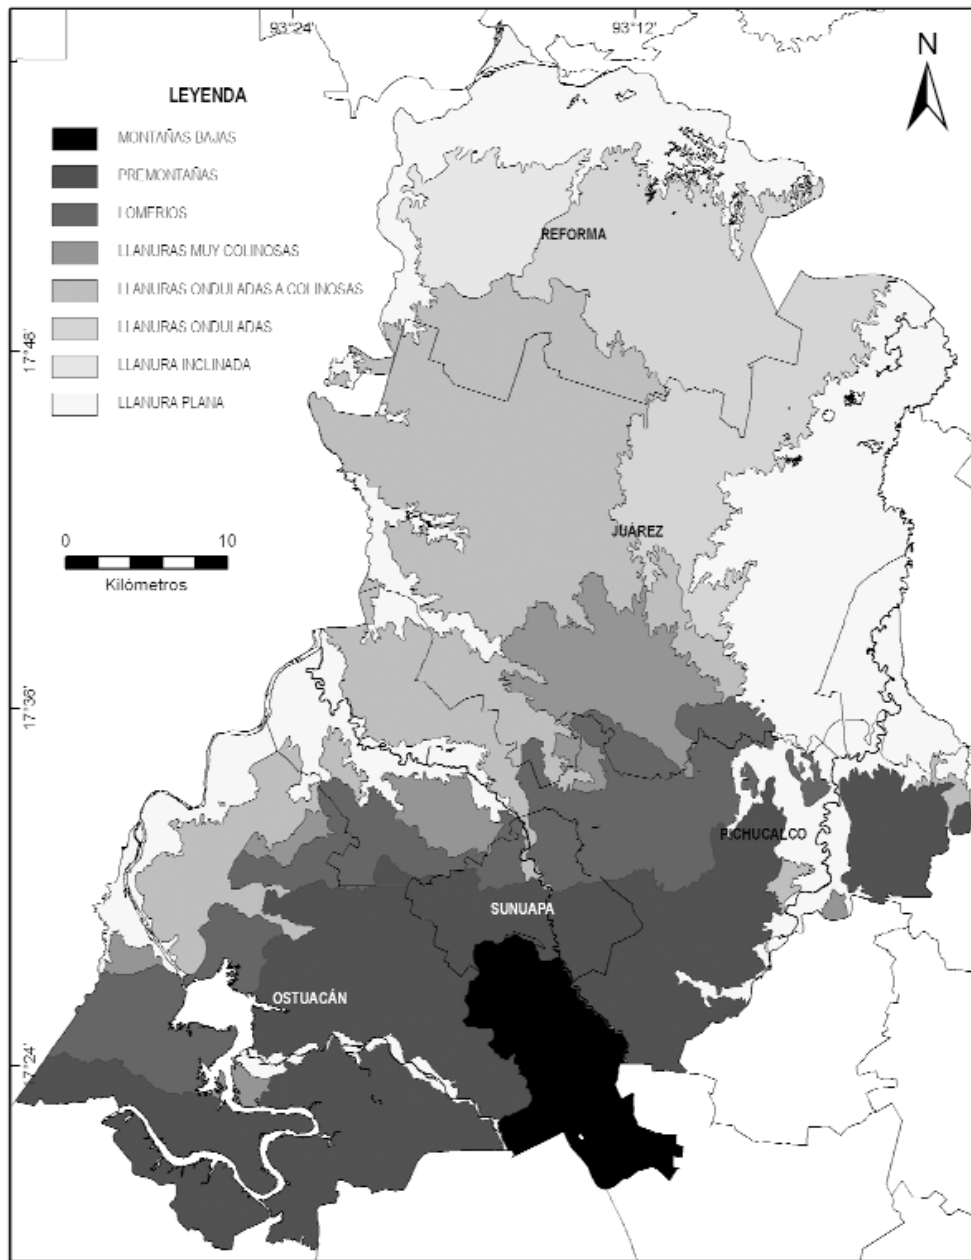 93°24'
93°12'
N
LEYENDA
MONTAÑAS BAJAS
PREMONTAÑAS
LOMERIOS
LLANURAS MUY COLINOSAS
LLANURAS ONDULADAS A COLINOSAS
LLANURAS ONDULADAS
LLANURA INCLINADA
LLANURA PLANA
REFORMA
17°48'
JUÁREZ
0 10
Kilómetros
17°36'
PICHUCALCO
SUNUAPA
OSTUACÁN
17°24'